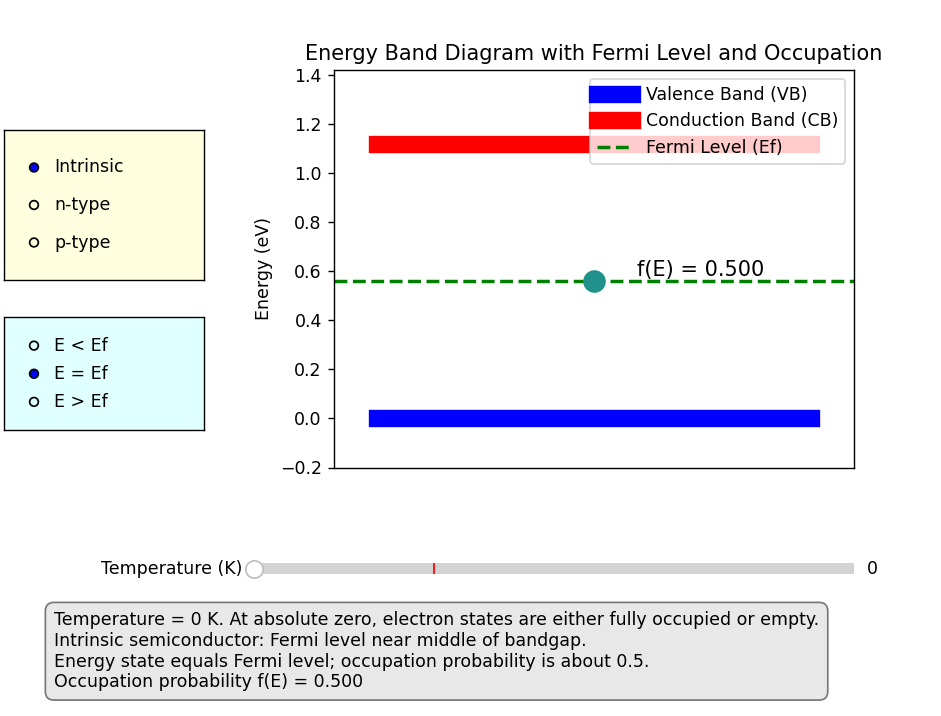 Energy Band Diagram with Fermi Level and Occupation
Intrinsic
n-type
p-type
E < Ef
E = Ef
E > Ef
Energy (eV)
1.4
1.2
1.0
0.8
0.6
0.4
0.2
0.0
−0.2
Valence Band (VB)
Conduction Band (CB)
Fermi Level (Ef)
f(E) = 0.500
Temperature (K)
0
Temperature = 0 K. At absolute zero, electron states are either fully occupied or empty.
Intrinsic semiconductor: Fermi level near middle of bandgap.
Energy state equals Fermi level; occupation probability is about 0.5.
Occupation probability f(E) = 0.500